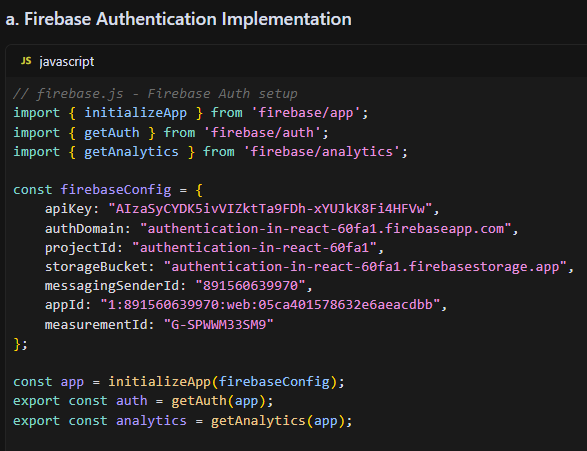 a. Firebase Authentication Implementation
JS javascript
// firebase.js - Firebase Auth setup
import { initializeApp } from 'firebase/app';
import { getAuth } from 'firebase/auth';
import { getAnalytics } from 'firebase/analytics';
const firebaseConfig = {
    apiKey: "AIzaSyCYDK5ivVIZktTa9FDh-xYUJkK8Fi4HFVw",
    authDomain: "authentication-in-react-60fa1.firebaseapp.com",
    projectId: "authentication-in-react-60fa1",
    storageBucket: "authentication-in-react-60fa1.firebasestorage.app",
    messagingSenderId: "891560639970",
    appId: "1:891560639970:web:05ca401578632e6aeacdbb",
    measurementId: "G-SPWWM33SM9"
};
const app = initializeApp(firebaseConfig);
export const auth = getAuth(app);
export const analytics = getAnalytics(app);